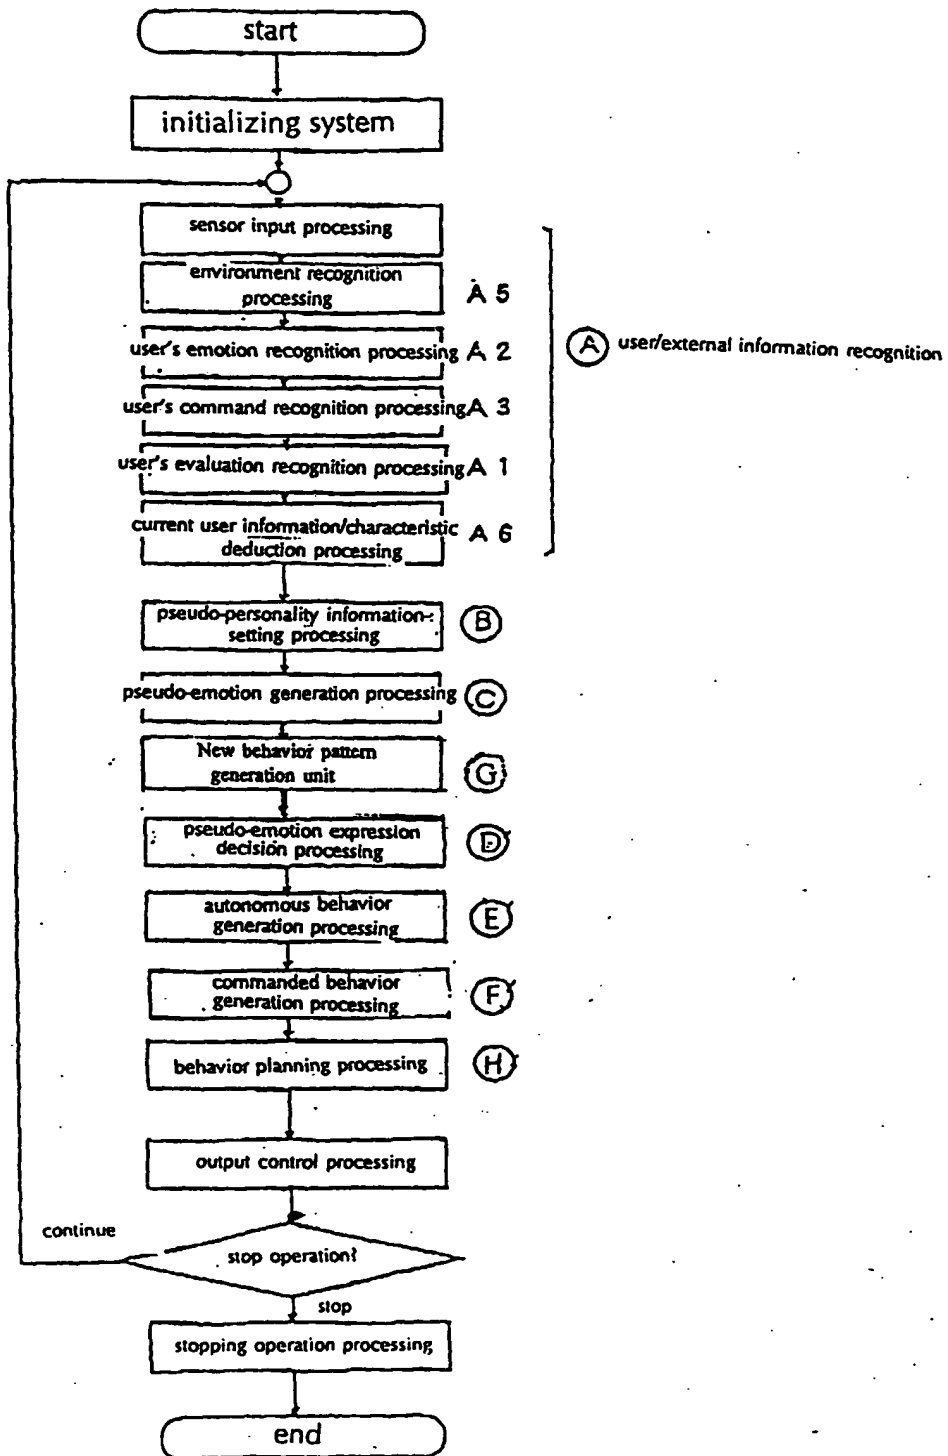 start
initializing system
sensor input processing
environment recognition
processing
A 5
user's emotion recognition processing A 2
A user/external information recognition
user's command recognition processing A 3
user's evaluation recognition processing A 1
current user information/characteristic
deduction processing
A 6
pseudo-personality information-
setting processing
B
pseudo-emotion generation processing
C
New behavior pattern
generation unit
G
pseudo-emotion expression
decision processing
D
autonomous behavior
generation processing
E
commanded behavior
generation processing
F
behavior planning processing
H
output control processing
continue
stop operation?
stop
stopping operation processing
end